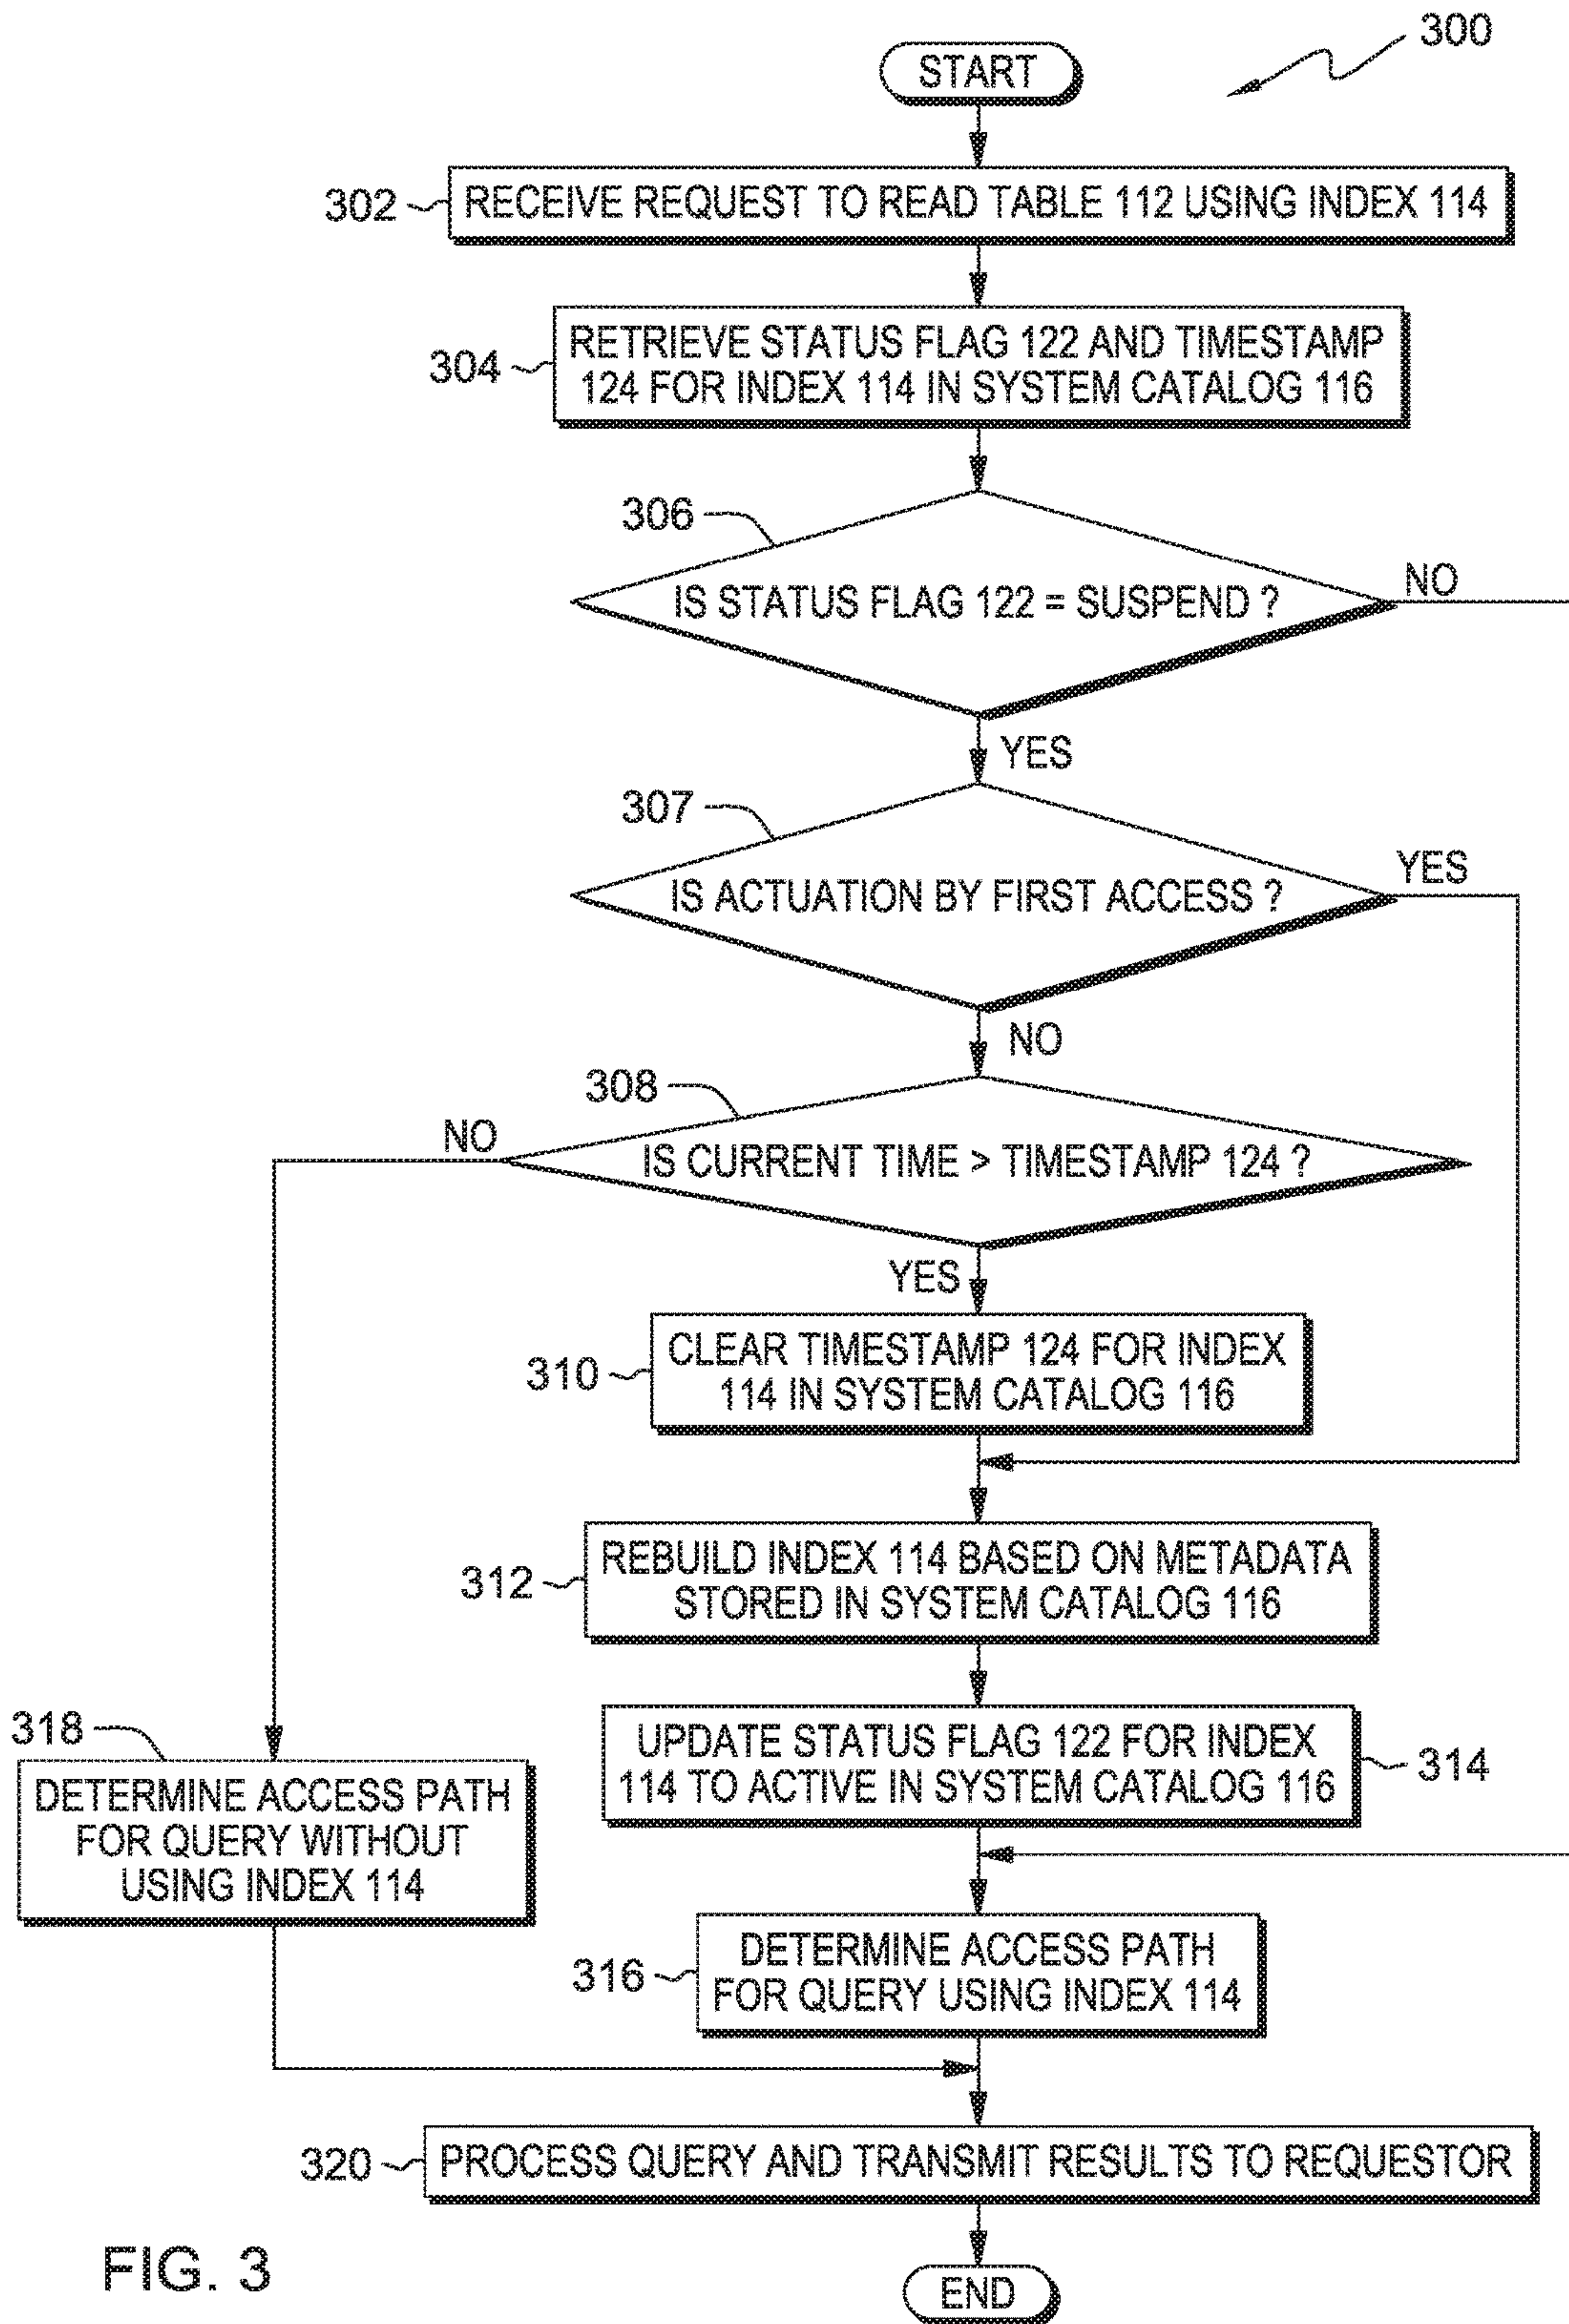 300
START
302
RECEIVE REQUEST TO READ TABLE 112 USING INDEX 114
304
RETRIEVE STATUS FLAG 122 AND TIMESTAMP
124 FOR INDEX 114 IN SYSTEM CATALOG 116
306
IS STATUS FLAG 122 = SUSPEND ?
NO
YES
307
IS ACTUATION BY FIRST ACCESS ?
YES
NO
308
IS CURRENT TIME > TIMESTAMP 124 ?
NO
YES
310
CLEAR TIMESTAMP 124 FOR INDEX
114 IN SYSTEM CATALOG 116
312
REBUILD INDEX 114 BASED ON METADATA
STORED IN SYSTEM CATALOG 116
314
UPDATE STATUS FLAG 122 FOR INDEX
114 TO ACTIVE IN SYSTEM CATALOG 116
318
DETERMINE ACCESS PATH
FOR QUERY WITHOUT
USING INDEX 114
316
DETERMINE ACCESS PATH
FOR QUERY USING INDEX 114
320
PROCESS QUERY AND TRANSMIT RESULTS TO REQUESTOR
END
FIG. 3